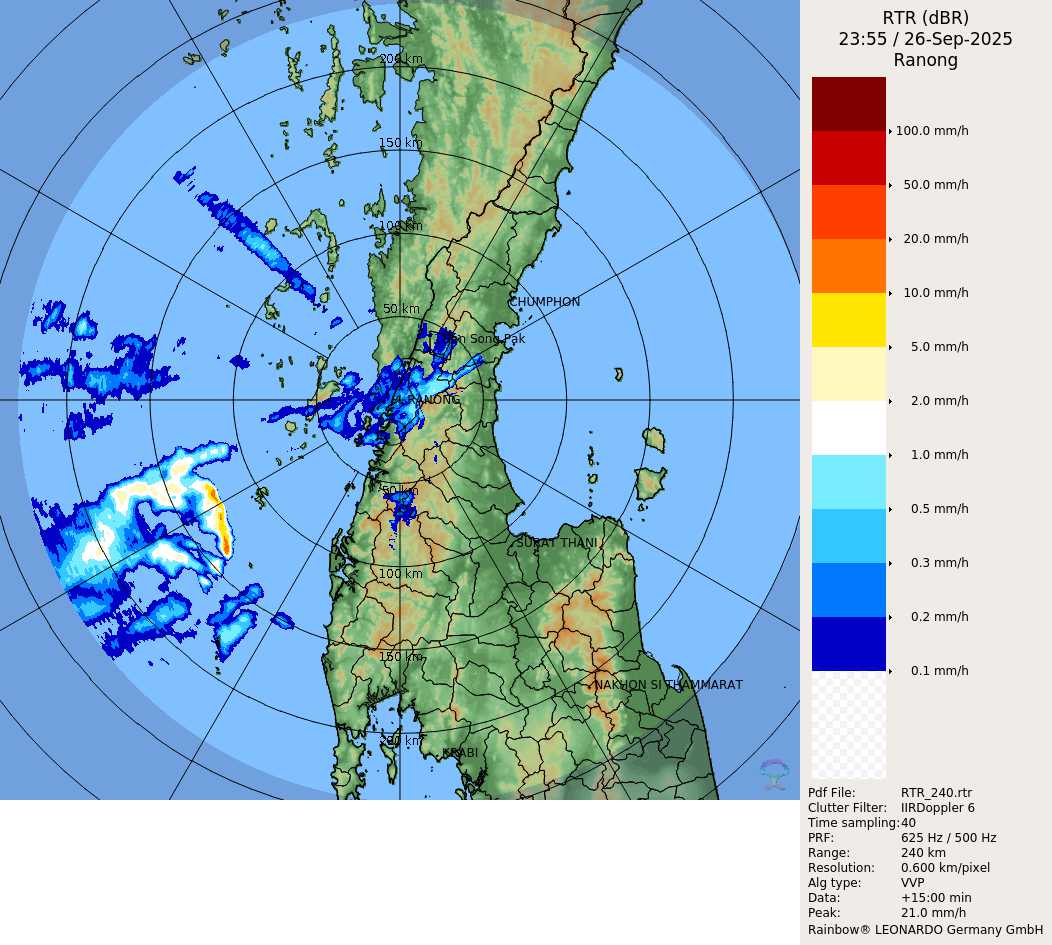 RTR (dBR)
23:55 / 26-Sep-2025
Ranong
200 km
150 km
100 km
50 km
CHUMPHON
Song Pak
RANONG
50 km
SURAT THANI
100 km
150 km
NAKHON SI THAMMARAT
200 km
KRABI
100.0 mm/h
50.0 mm/h
20.0 mm/h
10.0 mm/h
5.0 mm/h
2.0 mm/h
1.0 mm/h
0.5 mm/h
0.3 mm/h
0.2 mm/h
0.1 mm/h
Pdf File: RTR_240.rtr
Clutter Filter: IIRDoppler 6
Time sampling: 40
PRF: 625 Hz / 500 Hz
Range: 240 km
Resolution: 0.600 km/pixel
Alg type: VVP
Data: +15:00 min
Peak: 21.0 mm/h
Rainbow® LEONARDO Germany GmbH